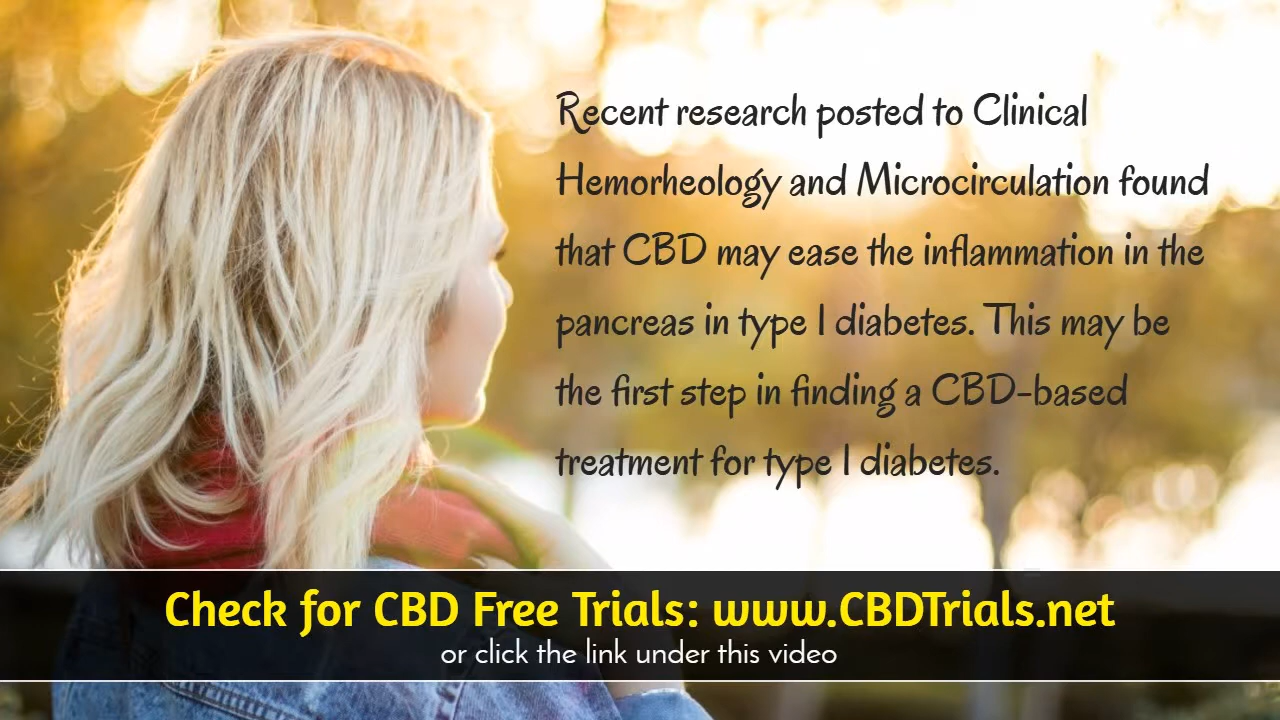 Recent research posted to Clinical
Hemorheology and Microcirculation found
that CBD may ease the inflammation in the
pancreas in type 1 diabetes. This may be
the first step in finding a CBD-based
treatment for type 1 diabetes.
Check for CBD Free Trials: www.CBDTrials.net
or click the link under this video